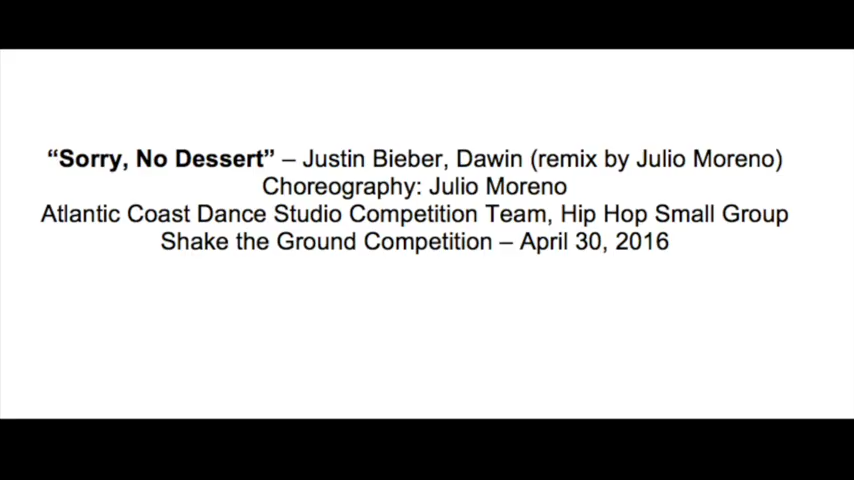 “Sorry, No Dessert” – Justin Bieber, Dawin (remix by Julio Moreno)
Choreography: Julio Moreno
Atlantic Coast Dance Studio Competition Team, Hip Hop Small Group
Shake the Ground Competition – April 30, 2016